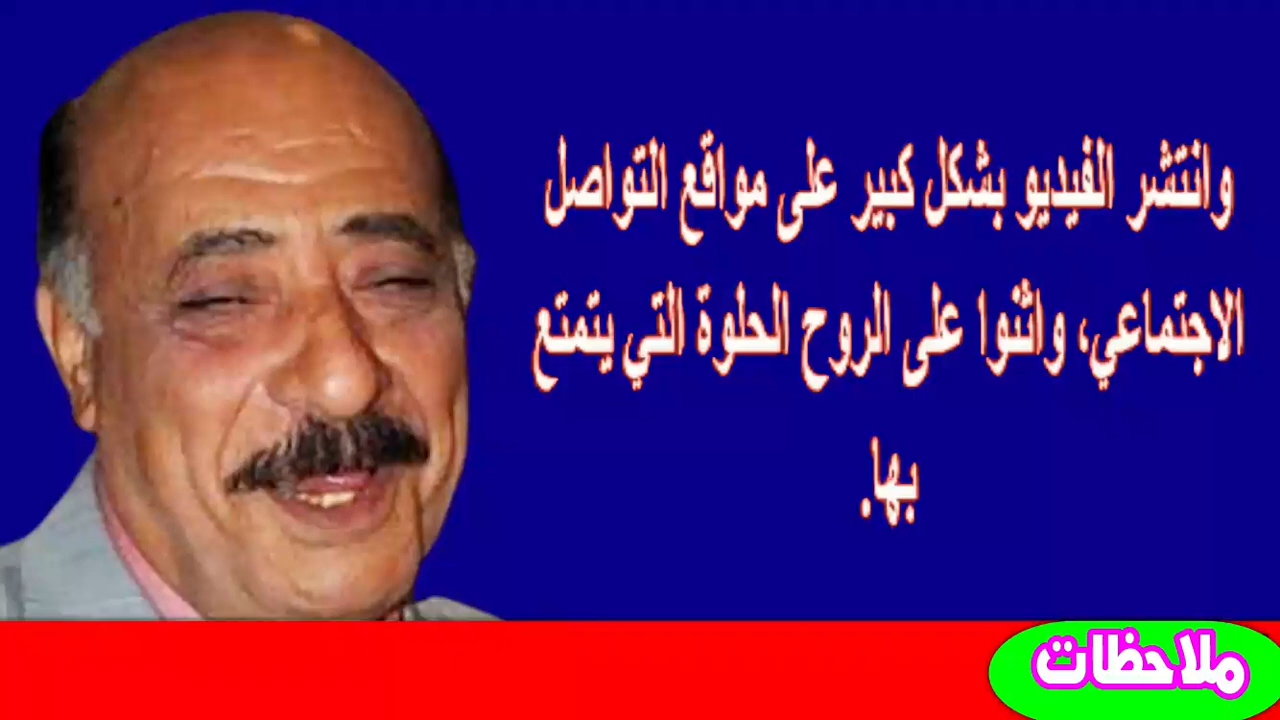 وانتشر الفيديو بشكل كبير على مواقع التواصل
الاجتماعي، واثنوا على الروح الحلوة التي يتمتع
بها.
ملاحظات